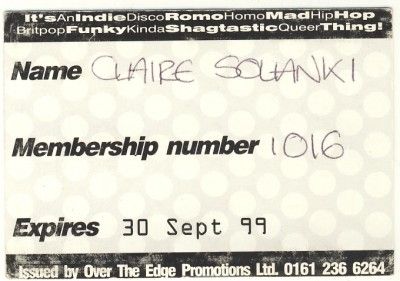 It'sAnIndieDiscoRomoHomoMadHipHop
BritpopFunkyKindaShagtasticQueerThing!
Name CLAIRE SOLANKI
Membership number 1016
Expires 30 Sept 99
Issued by Over The Edge Promotions Ltd. 0161 236 6264